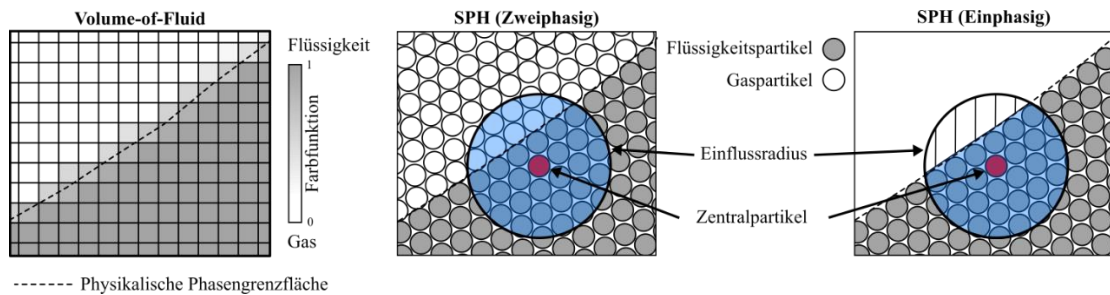 Volume-of-Fluid
SPH (Zweiphasig)
SPH (Einphasig)
Flüssigkeit
1
Farbfunktion
0
Gas
Flüssigkeitspartikel
Gaspartikel
Einflussradius
Zentralpartikel
Physikalische Phasengrenzfläche